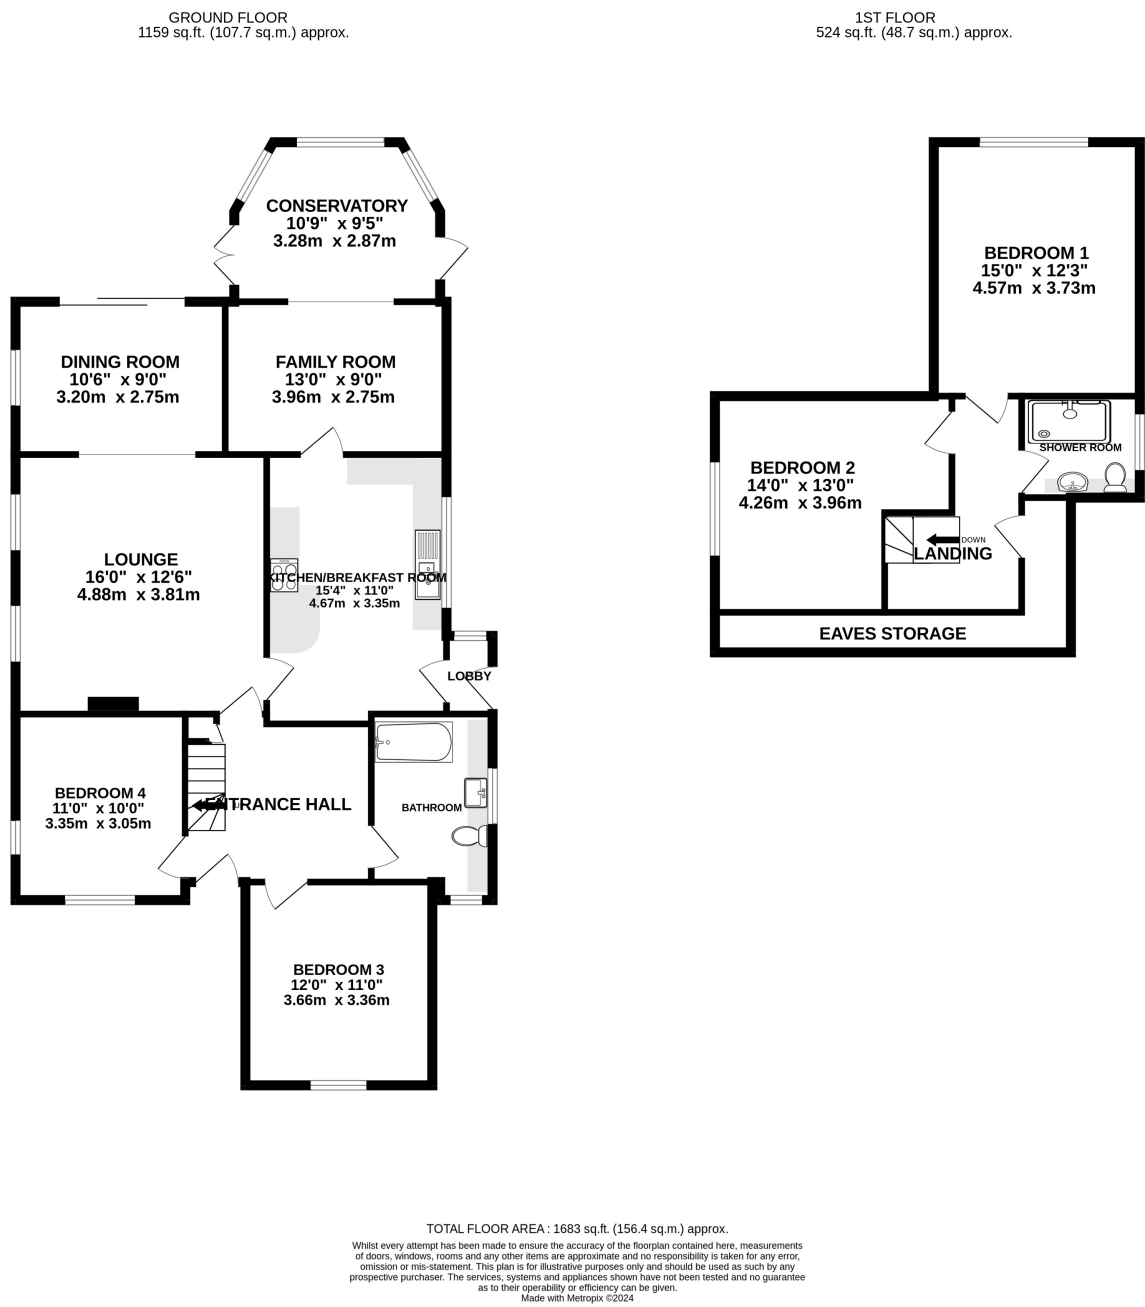 GROUND FLOOR
1159 sq.ft. (107.7 sq.m.) approx.
1ST FLOOR
524 sq.ft. (48.7 sq.m.) approx.
CONSERVATORY
10'9" x 9'5"
3.28m x 2.87m
DINING ROOM
10'6" x 9'0"
3.20m x 2.75m
FAMILY ROOM
13'0" x 9'0"
3.96m x 2.75m
LOUNGE
16'0" x 12'6"
4.88m x 3.81m
KITCHEN/BREAKFAST ROOM
15'4" x 11'0"
4.67m x 3.35m
LOBBY
BEDROOM 4
11'0" x 10'0"
3.35m x 3.05m
ENTRANCE HALL
BATHROOM
BEDROOM 3
12'0" x 11'0"
3.66m x 3.36m
BEDROOM 1
15'0" x 12'3"
4.57m x 3.73m
BEDROOM 2
14'0" x 13'0"
4.26m x 3.96m
SHOWER ROOM
DOWN
LANDING
EAVES STORAGE
TOTAL FLOOR AREA : 1683 sq.ft. (156.4 sq.m.) approx.
Whilst every attempt has been made to ensure the accuracy of the floorplan contained here, measurements
of doors, windows, rooms and any other items are approximate and no responsibility is taken for any error,
omission or mis-statement. This plan is for illustrative purposes only and should be used as such by any
prospective purchaser. The services, systems and appliances shown have not been tested and no guarantee
as to their operability or efficiency can be given.
Made with Metropix ©2024